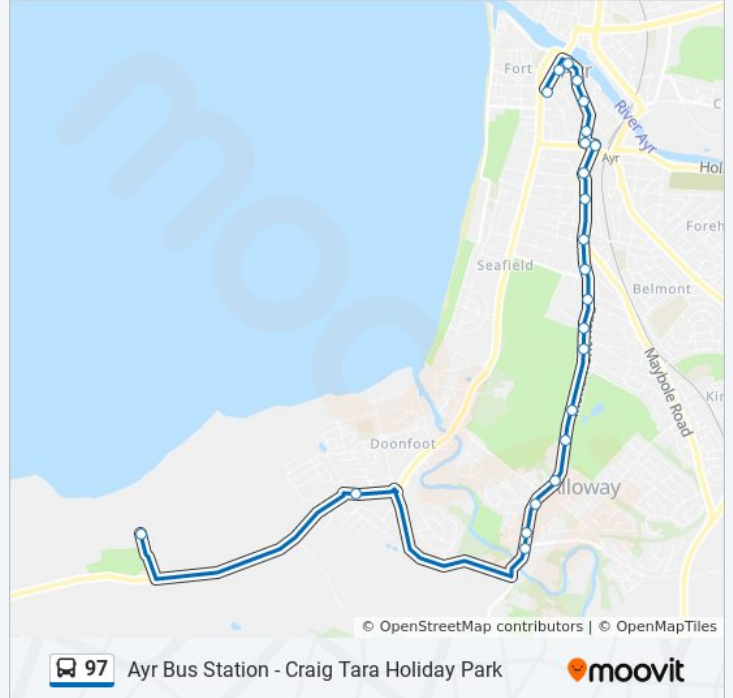 Fort
River Ayr
Ayr
Hol
Foreh
Seafield
Belmont
Maybole Road
Doonfoot
lloway
© OpenStreetMap contributors | © OpenMapTiles
97 Ayr Bus Station - Craig Tara Holiday Park
moovit